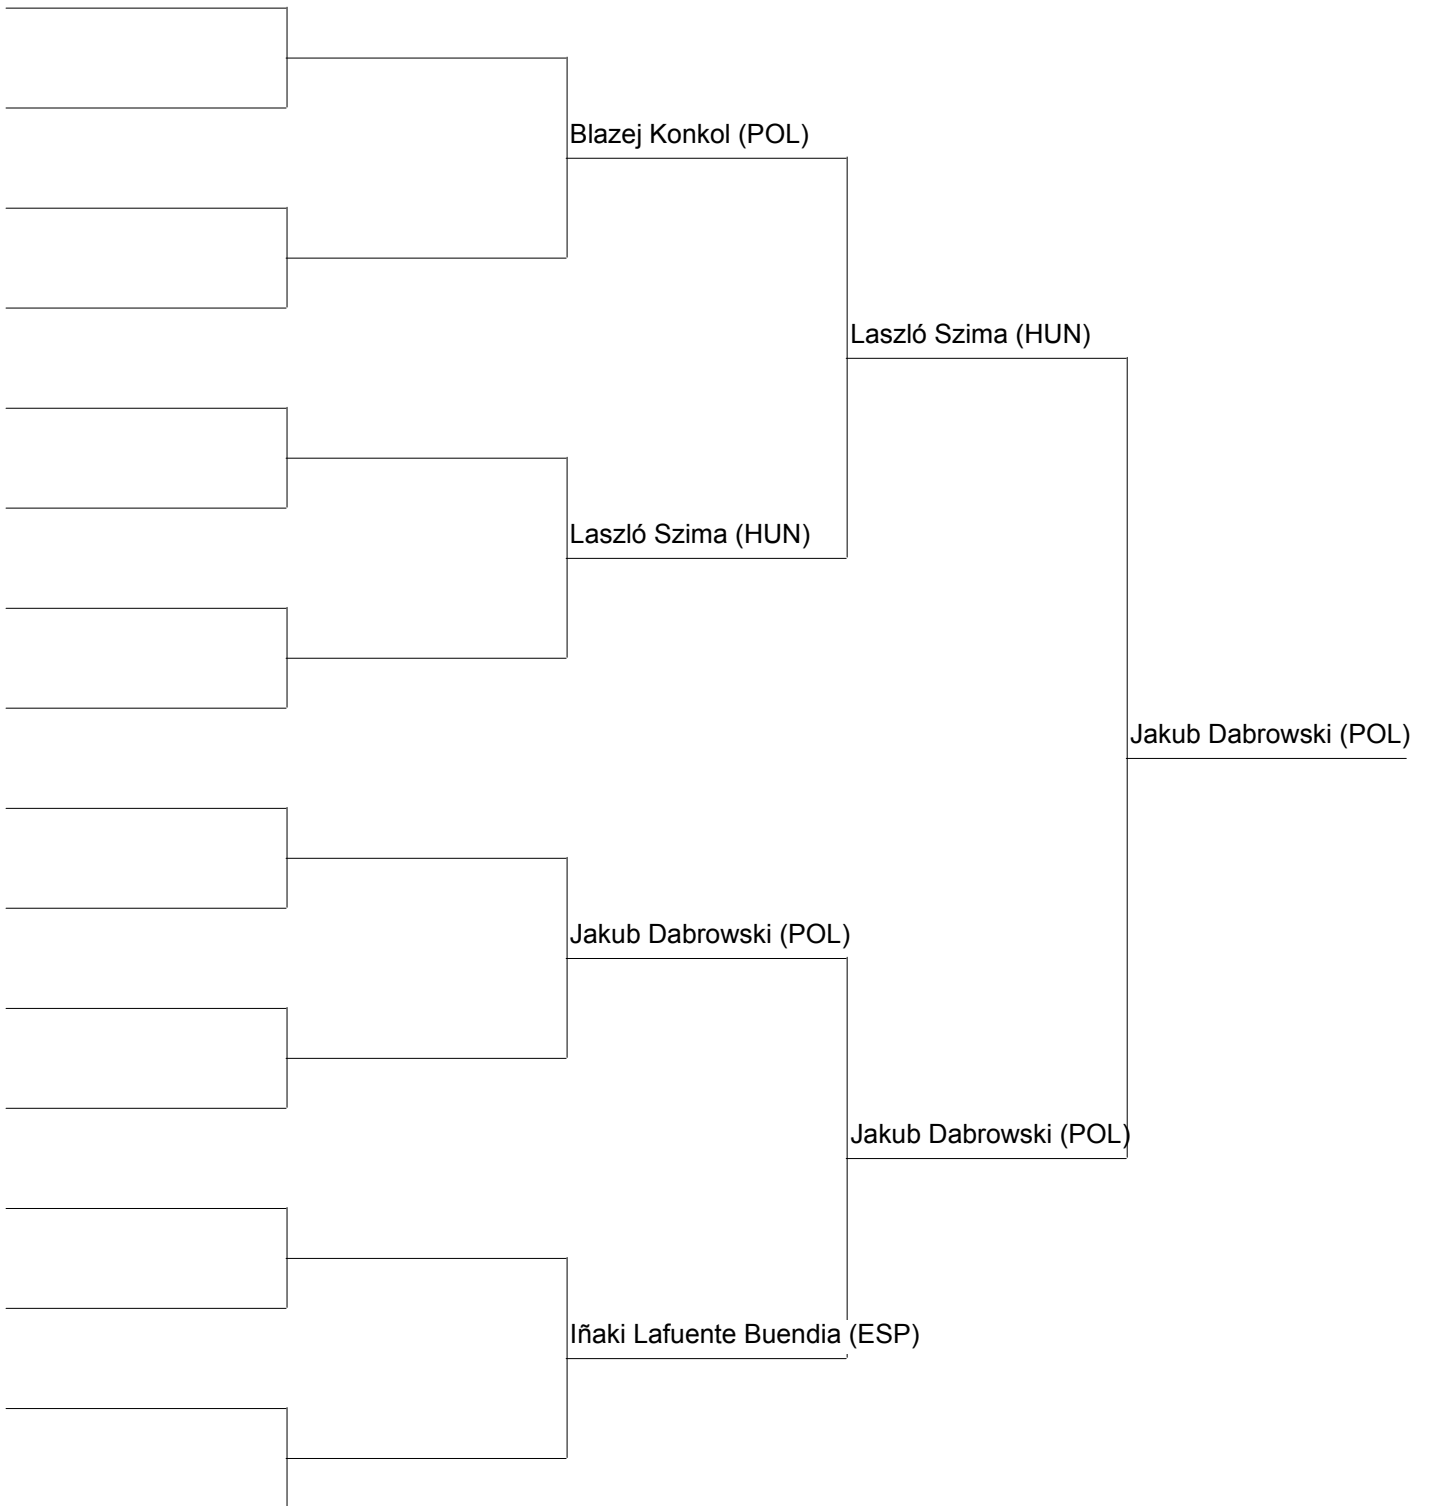 Blazej Konkol (POL)
Laszló Szima (HUN)
Laszló Szima (HUN)
Jakub Dabrowski (POL)
Jakub Dabrowski (POL)
Jakub Dabrowski (POL)
Iñaki Lafuente Buendia (ESP)